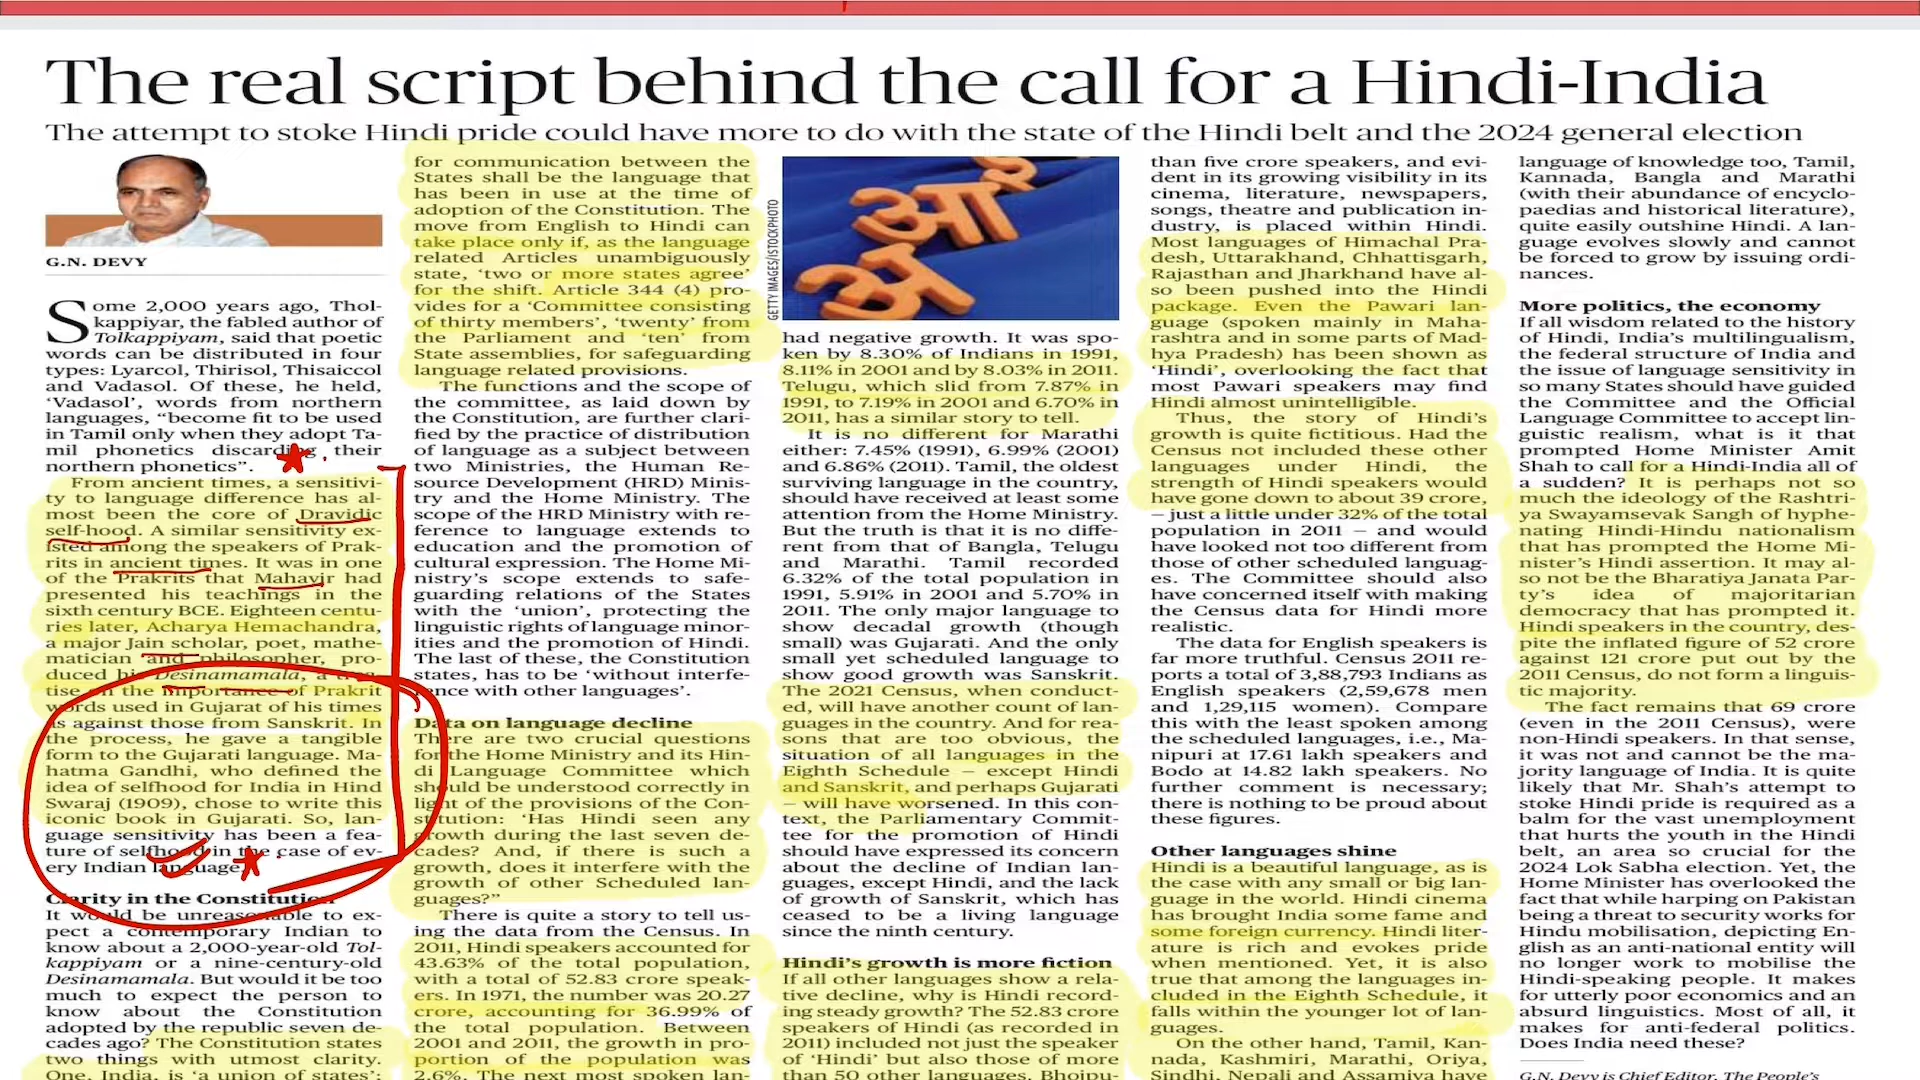 The real script behind the call for a Hindi-India
The attempt to stoke Hindi pride could have more to do with the state of the Hindi belt and the 2024 general election
G.N. DEVY
Some 2,000 years ago, Thol-
kappiyar, the fabled author of
Tolkappiyam, said that poetic
words can be distributed in four
types: Lyarcol, Thirisol, Thisaiccol
and Vadasol. Of these, he held,
‘Vadasol’, words from northern
languages, “become fit to be used
in Tamil only when they adopt Ta-
mil phonetics discarding their
northern phonetics”.
From ancient times, a sensitivi-
ty to language difference has al-
most been the core of Dravidic
self-hood. A similar sensitivity ex-
isted among the speakers of Prak-
rits in ancient times. It was in one
of the Prakrits that Mahavir had
presented his teachings in the
sixth century BCE. Eighteen centu-
ries later, Acharya Hemachandra,
a major Jain scholar, poet, mathe-
matician and philosopher, pro-
duced his Desinamamala, a trea-
tise on the importance of Prakrit
words used in Gujarat of his times
as against those from Sanskrit. In
the process, he gave a tangible
form to the Gujarati language. Ma-
hatma Gandhi, who defined the
idea of selfhood for India in Hind
Swaraj (1909), chose to write this
iconic book in Gujarati. So, lan-
guage sensitivity has been a fea-
ture of selfhood in the case of ev-
ery Indian language.
Clarity in the Constitution
It would be unreasonable to ex-
pect a contemporary Indian to
know about a 2,000-year-old Tol-
kappiyam or a nine-century-old
Desinamamala. But would it be too
much to expect the person to
know about the Constitution
adopted by the republic seven de-
cades ago? The Constitution states
two things with utmost clarity.
One, India, is ‘a union of states’;
for communication between the
States shall be the language that
has been in use at the time of
adoption of the Constitution. The
move from English to Hindi can
take place only if, as the language
related Articles unambiguously
state, ‘two or more states agree’
for the shift. Article 344 (4) pro-
vides for a ‘Committee consisting
of thirty members’, ‘twenty’ from
the Parliament and ‘ten’ from
State assemblies, for safeguarding
language related provisions.
The functions and the scope of
the committee, as laid down by
the Constitution, are further clari-
fied by the practice of distribution
of language as a subject between
two Ministries, the Human Re-
source Development (HRD) Minis-
try and the Home Ministry. The
scope of the HRD Ministry with re-
ference to language extends to
education and the promotion of
cultural expression. The Home Mi-
nistry’s scope extends to safe-
guarding relations of the States
with the ‘union’, protecting the
linguistic rights of language minor-
ities and the promotion of Hindi.
The last of these, the Constitution
states, has to be ‘without interfe-
rence with other languages’.
Data on language decline
There are two crucial questions
for the Home Ministry and its Hin-
di Language Committee which
should be understood correctly in
light of the provisions of the Con-
stitution: ‘Has Hindi seen any
growth during the last seven de-
cades? And, if there is such a
growth, does it interfere with the
growth of other Scheduled lan-
guages?”
There is quite a story to tell us-
ing the data from the Census. In
2011, Hindi speakers accounted for
43.63% of the total population,
with a total of 52.83 crore speak-
ers. In 1971, the number was 20.27
crore, accounting for 36.99% of
the total population. Between
2001 and 2011, the growth in pro-
portion of the population was
2.6%. The next most spoken lan-
GETTY IMAGES/ISTOCKPHOTO
आ
अ
had negative growth. It was spo-
ken by 8.30% of Indians in 1991,
8.11% in 2001 and by 8.03% in 2011.
Telugu, which slid from 7.87% in
1991, to 7.19% in 2001 and 6.70% in
2011, has a similar story to tell.
It is no different for Marathi
either: 7.45% (1991), 6.99% (2001)
and 6.86% (2011). Tamil, the oldest
surviving language in the country,
should have received at least some
attention from the Home Ministry.
But the truth is that it is no diffe-
rent from that of Bangla, Telugu
and Marathi. Tamil recorded
6.32% of the total population in
1991, 5.91% in 2001 and 5.70% in
2011. The only major language to
show decadal growth (though
small) was Gujarati. And the only
small yet scheduled language to
show good growth was Sanskrit.
The 2021 Census, when conduct-
ed, will have another count of lan-
guages in the country. And for rea-
sons that are too obvious, the
situation of all languages in the
Eighth Schedule – except Hindi
and Sanskrit, and perhaps Gujarati
– will have worsened. In this con-
text, the Parliamentary Commit-
tee for the promotion of Hindi
should have expressed its concern
about the decline of Indian lan-
guages, except Hindi, and the lack
of growth of Sanskrit, which has
ceased to be a living language
since the ninth century.
Hindi’s growth is more fiction
If all other languages show a rela-
tive decline, why is Hindi record-
ing steady growth? The 52.83 crore
speakers of Hindi (as recorded in
2011) included not just the speaker
of ‘Hindi’ but also those of more
than 50 other languages. Bhojpu-
than five crore speakers, and evi-
dent in its growing visibility in its
cinema, literature, newspapers,
songs, theatre and publication in-
dustry, is placed within Hindi.
Most languages of Himachal Pra-
desh, Uttarakhand, Chhattisgarh,
Rajasthan and Jharkhand have al-
so been pushed into the Hindi
package. Even the Pawari lan-
guage (spoken mainly in Maha-
rashtra and in some parts of Mad-
hya Pradesh) has been shown as
‘Hindi’, overlooking the fact that
most Pawari speakers may find
Hindi almost unintelligible.
Thus, the story of Hindi’s
growth is quite fictitious. Had the
Census not included these other
languages under Hindi, the
strength of Hindi speakers would
have gone down to about 39 crore,
– just a little under 32% of the total
population in 2011 – and would
have looked not too different from
those of other scheduled languag-
es. The Committee should also
have concerned itself with making
the Census data for Hindi more
realistic.
The data for English speakers is
far more truthful. Census 2011 re-
ports a total of 3,88,793 Indians as
English speakers (2,59,678 men
and 1,29,115 women). Compare
this with the least spoken among
the scheduled languages, i.e., Ma-
nipuri at 17.61 lakh speakers and
Bodo at 14.82 lakh speakers. No
further comment is necessary;
there is nothing to be proud about
these figures.
Other languages shine
Hindi is a beautiful language, as is
the case with any small or big lan-
guage in the world. Hindi cinema
has brought India some fame and
some foreign currency. Hindi liter-
ature is rich and evokes pride
when mentioned. Yet, it is also
true that among the languages in-
cluded in the Eighth Schedule, it
falls within the younger lot of lan-
guages.
On the other hand, Tamil, Kan-
nada, Kashmiri, Marathi, Oriya,
Sindhi, Nepali and Assamiya have
language of knowledge too, Tamil,
Kannada, Bangla and Marathi
(with their abundance of encyclo-
paedias and historical literature),
quite easily outshine Hindi. A lan-
guage evolves slowly and cannot
be forced to grow by issuing ordi-
nances.
More politics, the economy
If all wisdom related to the history
of Hindi, India’s multilingualism,
the federal structure of India and
the issue of language sensitivity in
so many States should have guided
the Committee and the Official
Language Committee to accept lin-
guistic realism, what is it that
prompted Home Minister Amit
Shah to call for a Hindi-India all of
a sudden? It is perhaps not so
much the ideology of the Rashtri-
ya Swayamsevak Sangh of hyphe-
nating Hindi-Hindu nationalism
that has prompted the Home Mi-
nister’s Hindi assertion. It may al-
so not be the Bharatiya Janata Par-
ty’s idea of majoritarian
democracy that has prompted it.
Hindi speakers in the country, des-
pite the inflated figure of 52 crore
against 121 crore put out by the
2011 Census, do not form a linguis-
tic majority.
The fact remains that 69 crore
(even in the 2011 Census), were
non-Hindi speakers. In that sense,
it was not and cannot be the ma-
jority language of India. It is quite
likely that Mr. Shah’s attempt to
stoke Hindi pride is required as a
balm for the vast unemployment
that hurts the youth in the Hindi
belt, an area so crucial for the
2024 Lok Sabha election. Yet, the
Home Minister has overlooked the
fact that while harping on Pakistan
being a threat to security works for
Hindu mobilisation, depicting En-
glish as an anti-national entity will
no longer work to mobilise the
Hindi-speaking people. It makes
for utterly poor economics and an
absurd linguistics. Most of all, it
makes for anti-federal politics.
Does India need these?
G.N. Devy is Chief Editor, The People’s